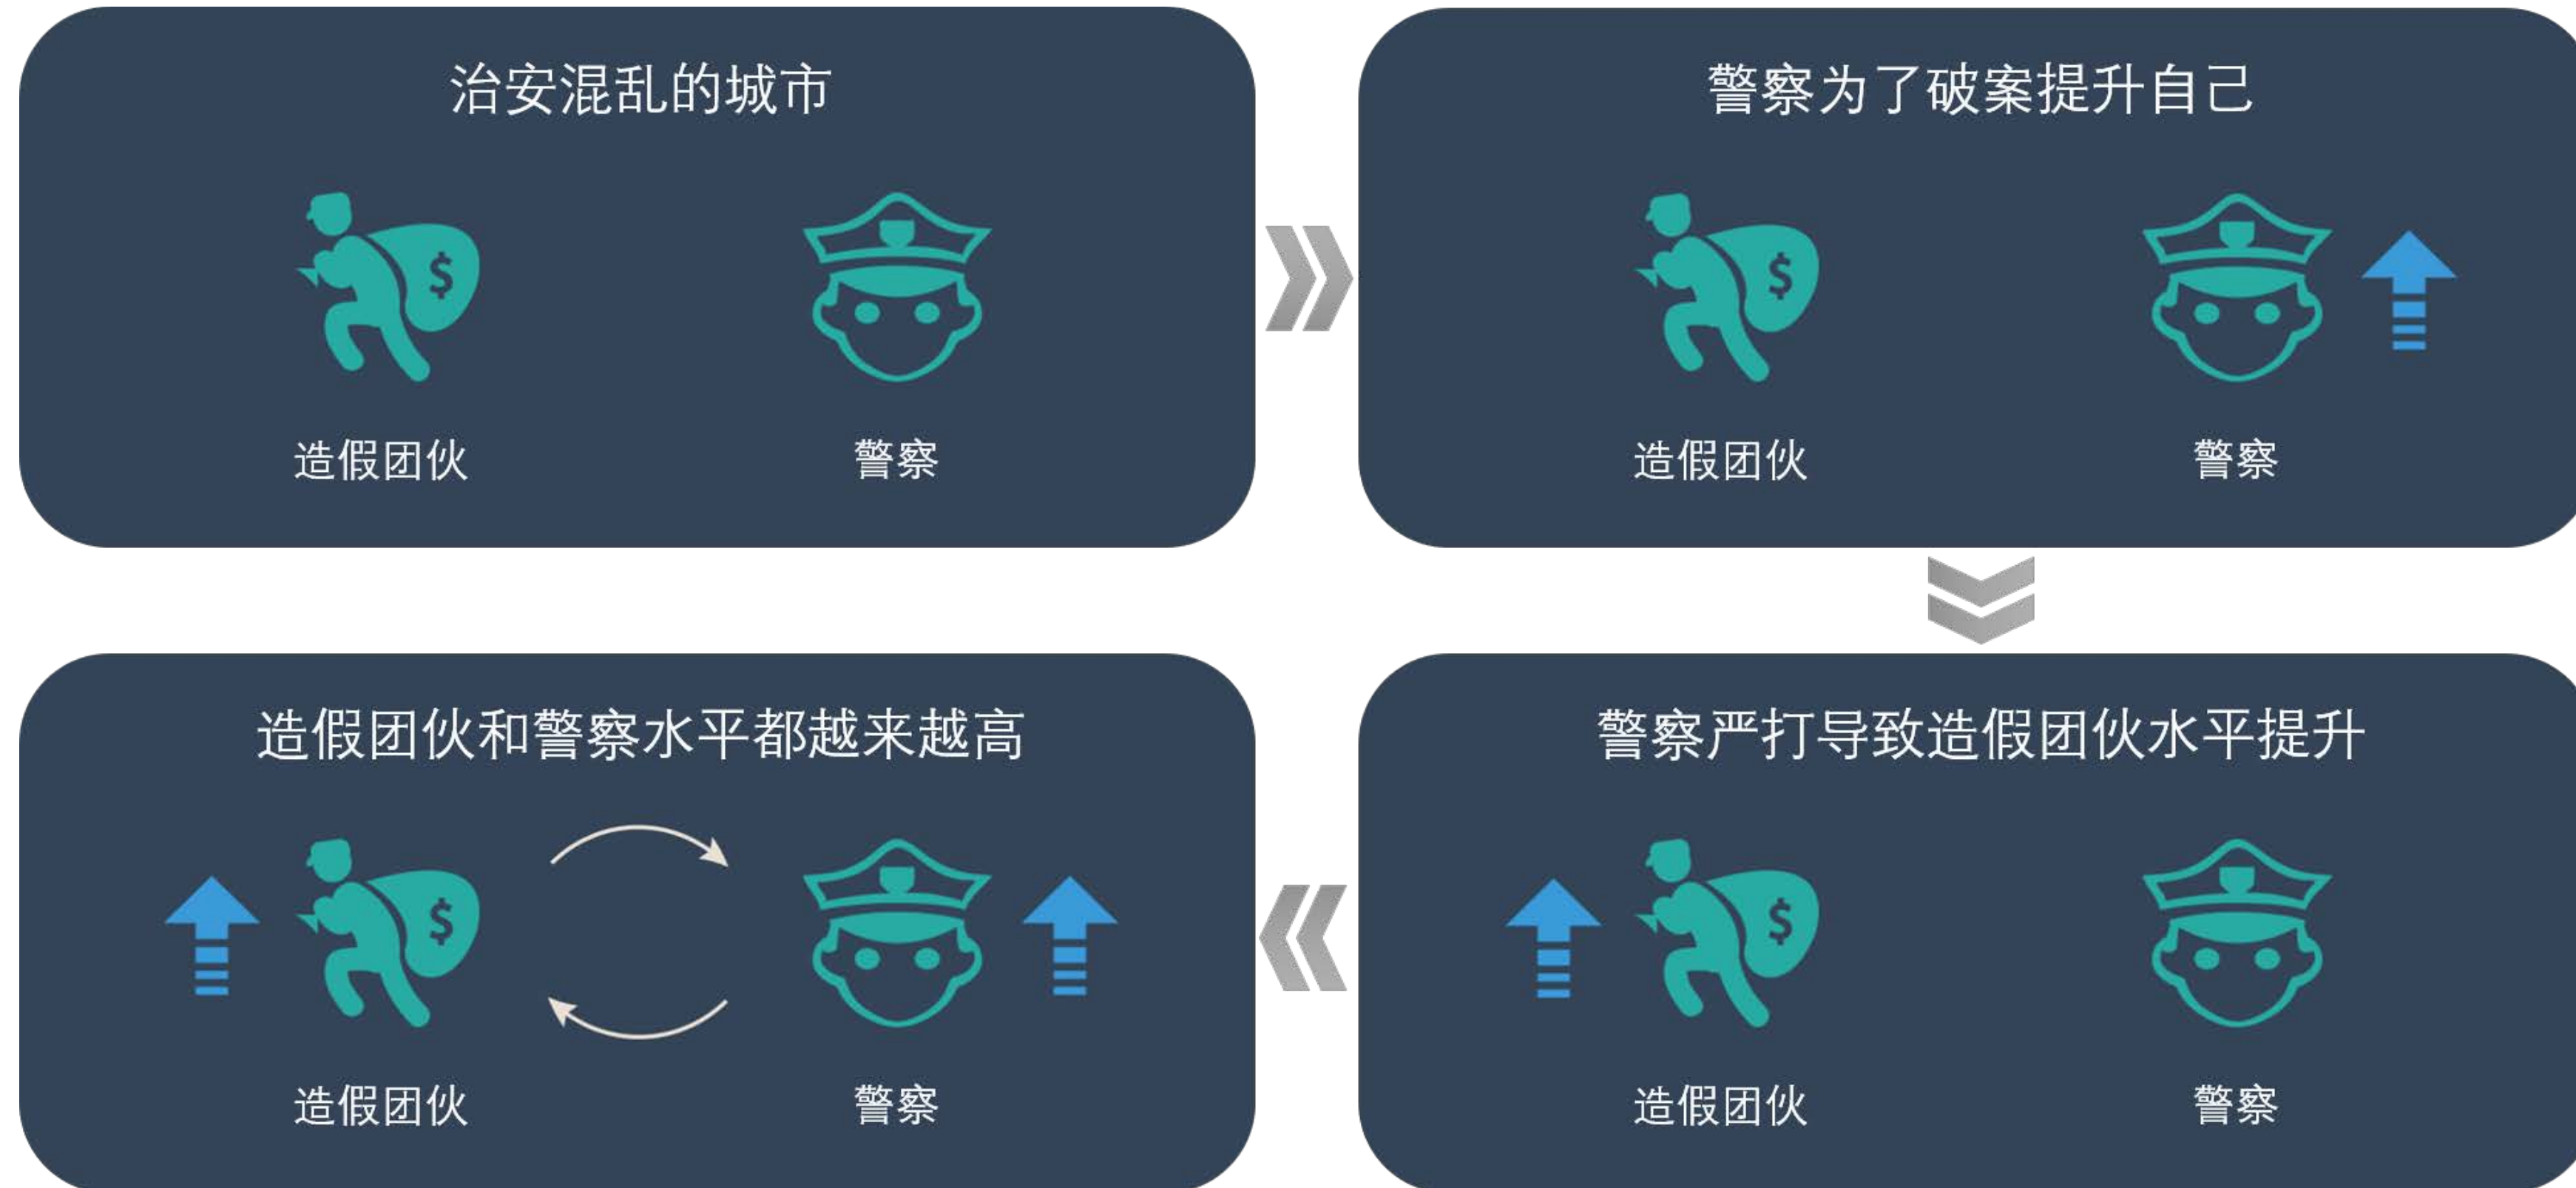 治安混乱的城市
$
造假团伙
警察
警察为了破案提升自己
$
造假团伙
警察
警察严打导致造假团伙水平提升
$
造假团伙
警察
造假团伙和警察水平都越来越高
$
造假团伙
警察